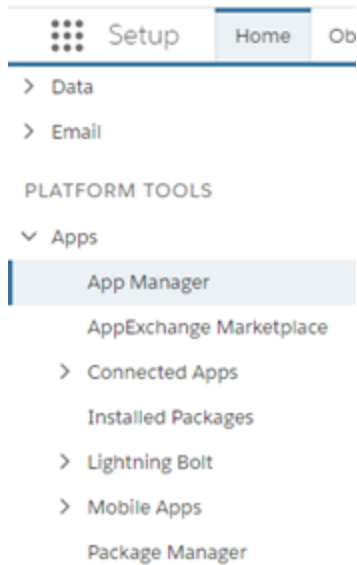 Setup Home Ob
Data
Email
PLATFORM TOOLS
Apps
App Manager
AppExchange Marketplace
Connected Apps
Installed Packages
Lightning Bolt
Mobile Apps
Package Manager